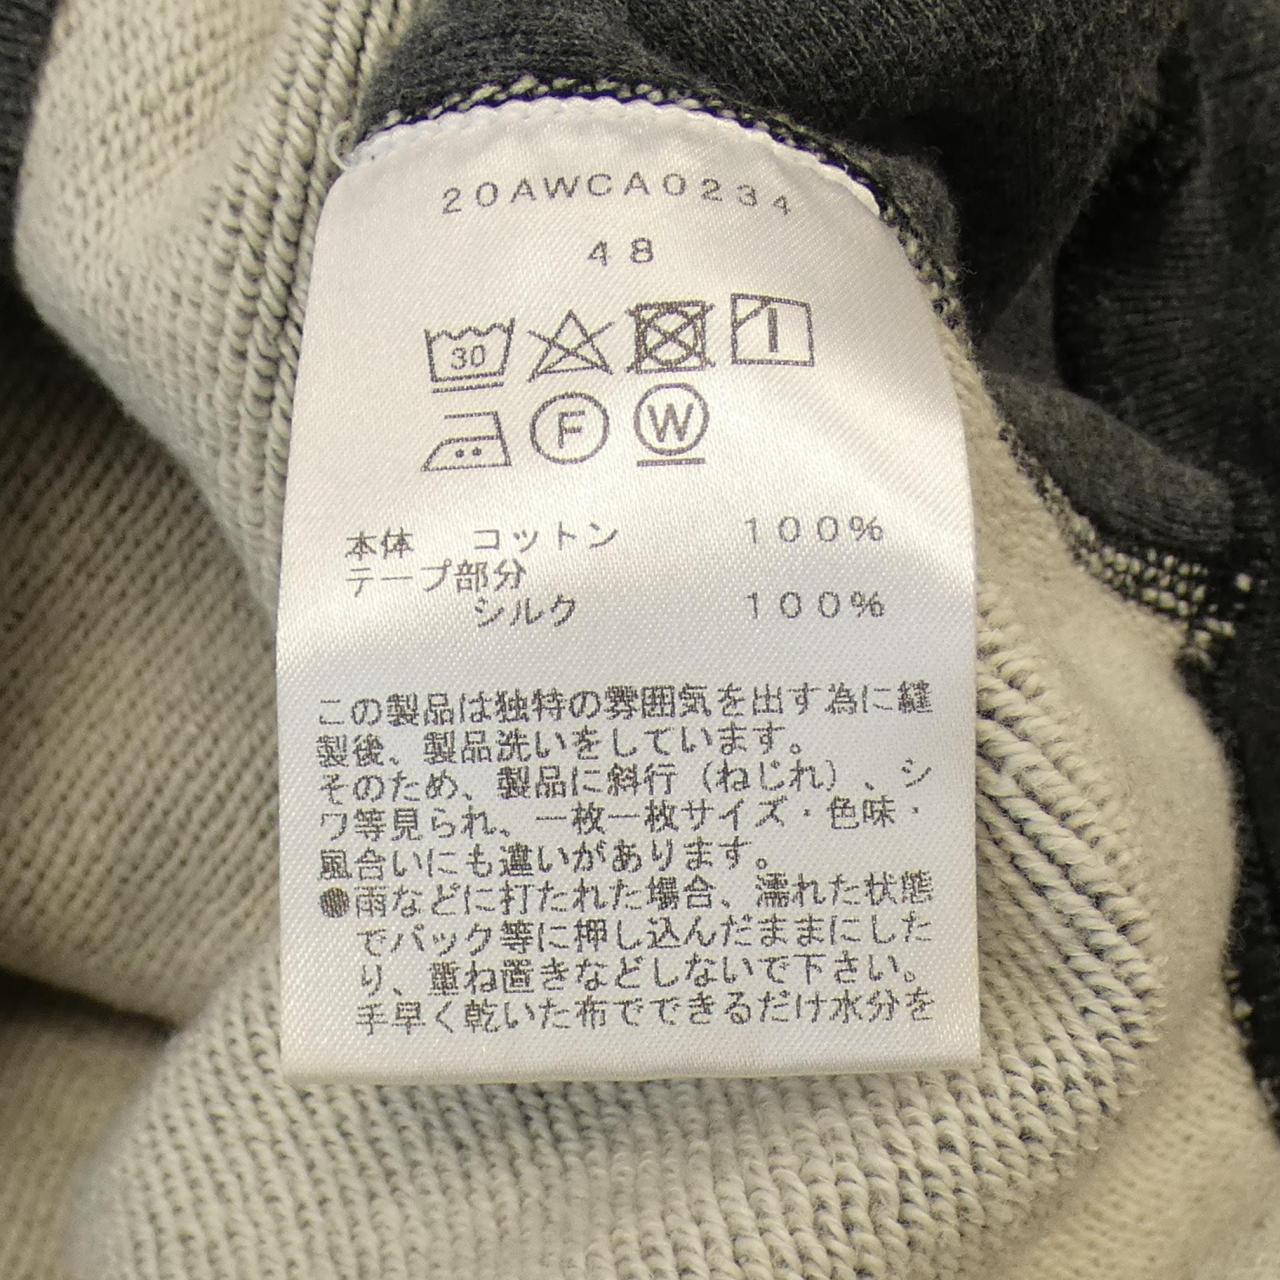 20AWCA0234
48
30
F W
本体 コットン 100%
テープ部分
シルク 100%
この製品は独特の雰囲気を出す為に縫
製後、製品洗いをしています。
そのため、製品に斜行（ねじれ）、シ
ワ等見られ、一枚一枚サイズ・色味・
風合いにも違いがあります。
●雨などに打たれた場合、濡れた状態
でバック等に押し込んだままにした
り、重ね置きなどしないで下さい。
手早く乾いた布でできるだけ水分を